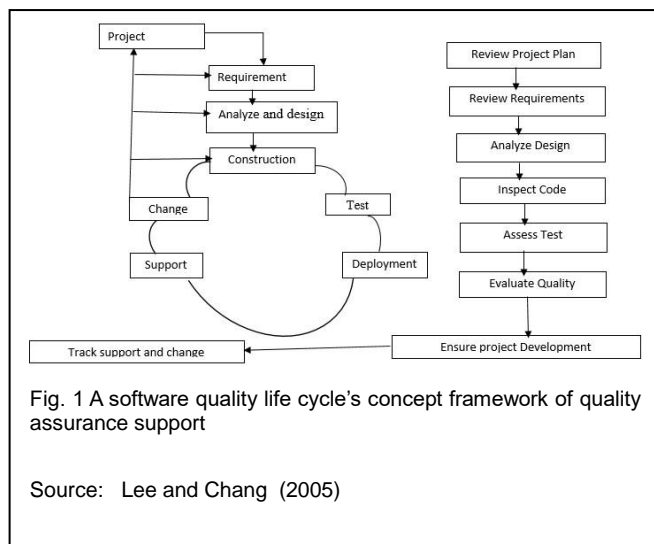 Project
Requirement
Analyze and design
Construction
Change
Test
Support
Deployment
Review Project Plan
Review Requirements
Analyze Design
Inspect Code
Assess Test
Evaluate Quality
Ensure project Development
Track support and change
Fig. 1 A software quality life cycle’s concept framework of quality
assurance support
Source: Lee and Chang (2005)